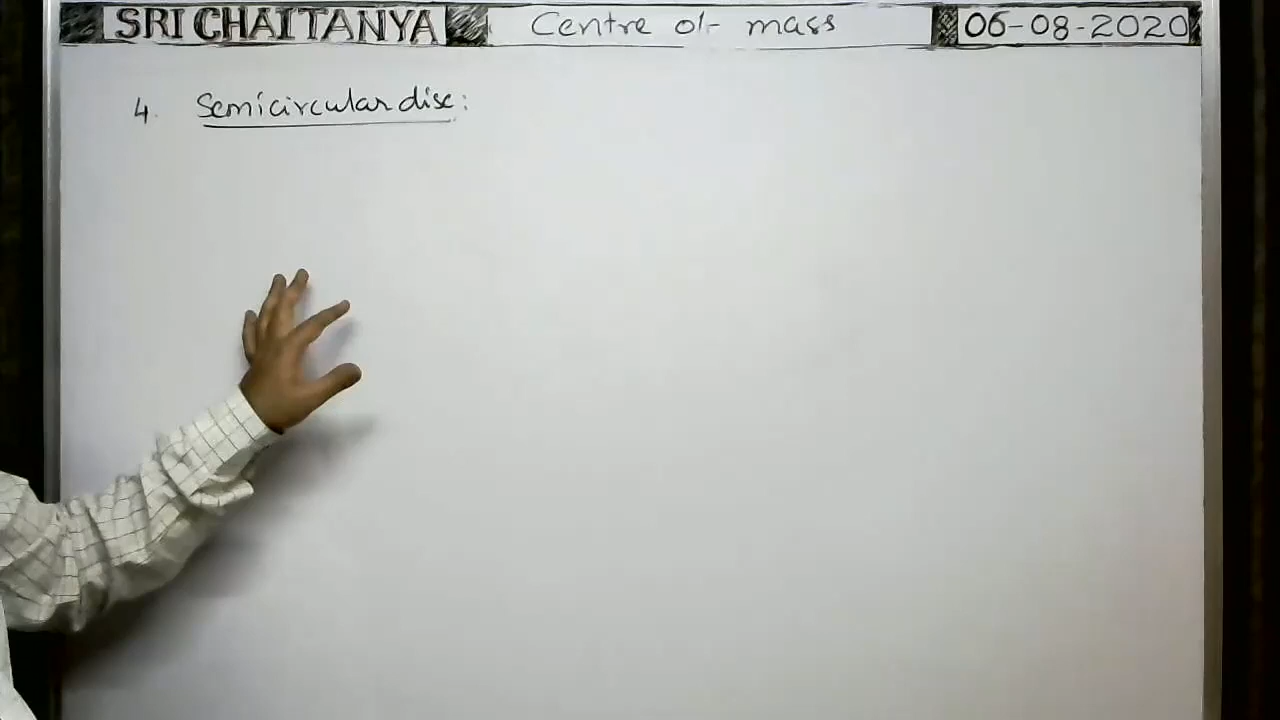 SRI CHAITANYA
Centre of mass
06-08-2020
4. Semicircular disc: